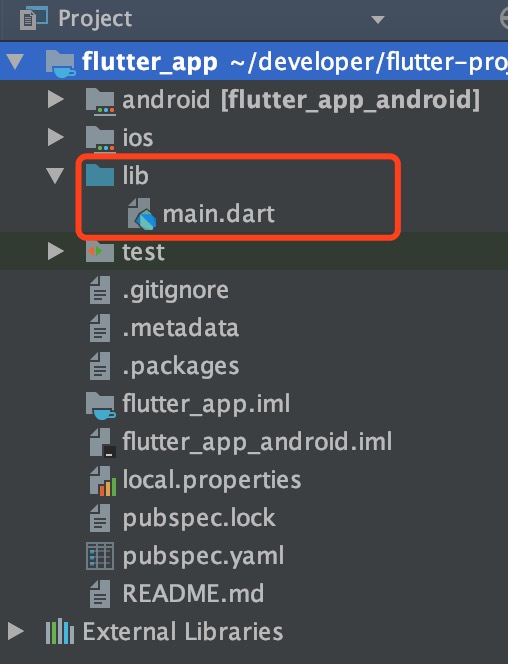 Project
flutter_app ~/developer/flutter-pro
android [flutter_app_android]
ios
lib
main.dart
test
.gitignore
.metadata
.packages
flutter_app.iml
flutter_app_android.iml
local.properties
pubspec.lock
pubspec.yaml
README.md
External Libraries